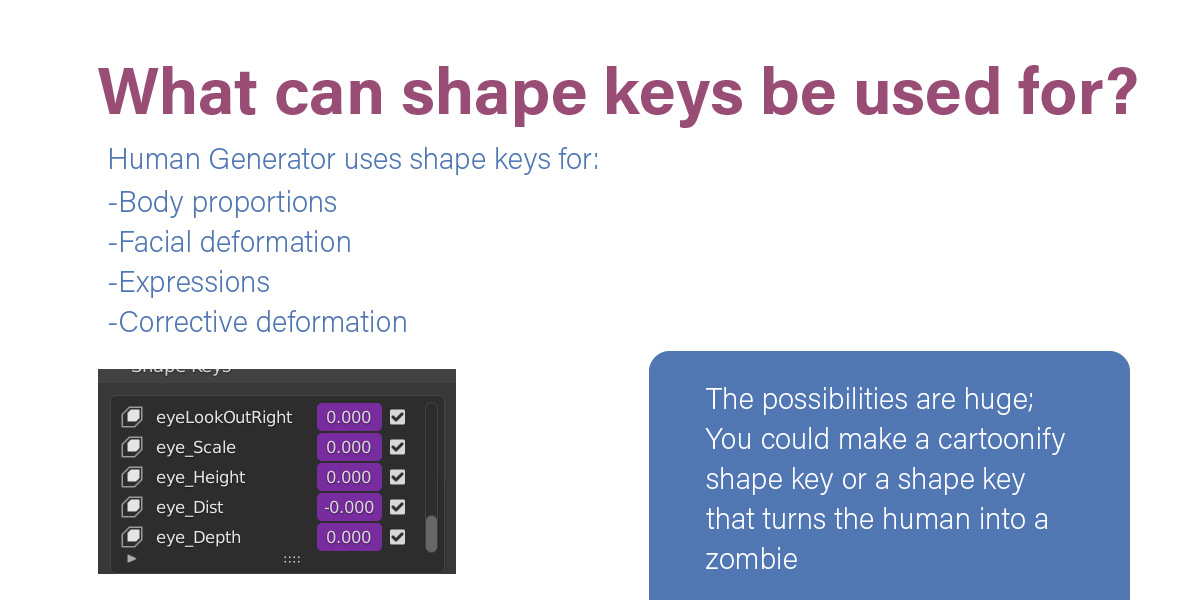 What can shape keys be used for?
Human Generator uses shape keys for:
-Body proportions
-Facial deformation
-Expressions
-Corrective deformation
Shape Keys
eyeLookOutRight 0.000
eye_Scale 0.000
eye_Height 0.000
eye_Dist -0.000
eye_Depth 0.000
The possibilities are huge;
You could make a cartoonify
shape key or a shape key
that turns the human into a
zombie